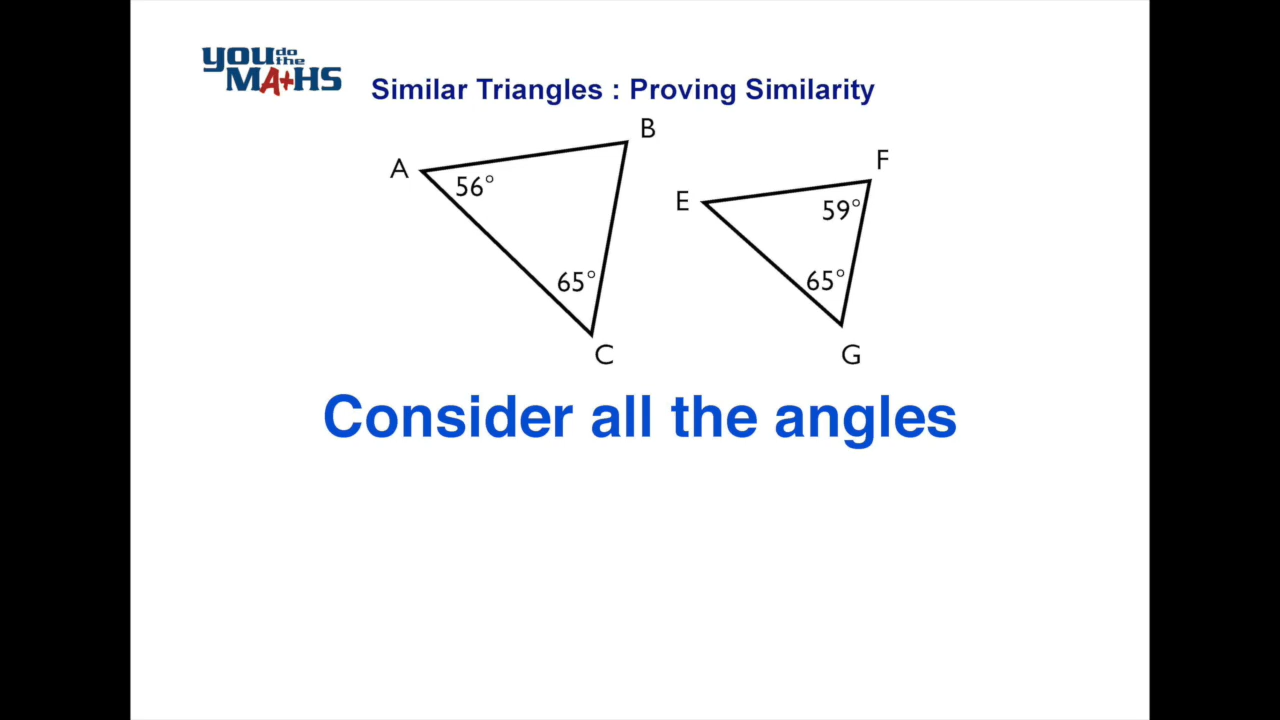 you do the
MATHS
Similar Triangles : Proving Similarity
B
A
56°
65°
C
F
E
59°
65°
G
Consider all the angles